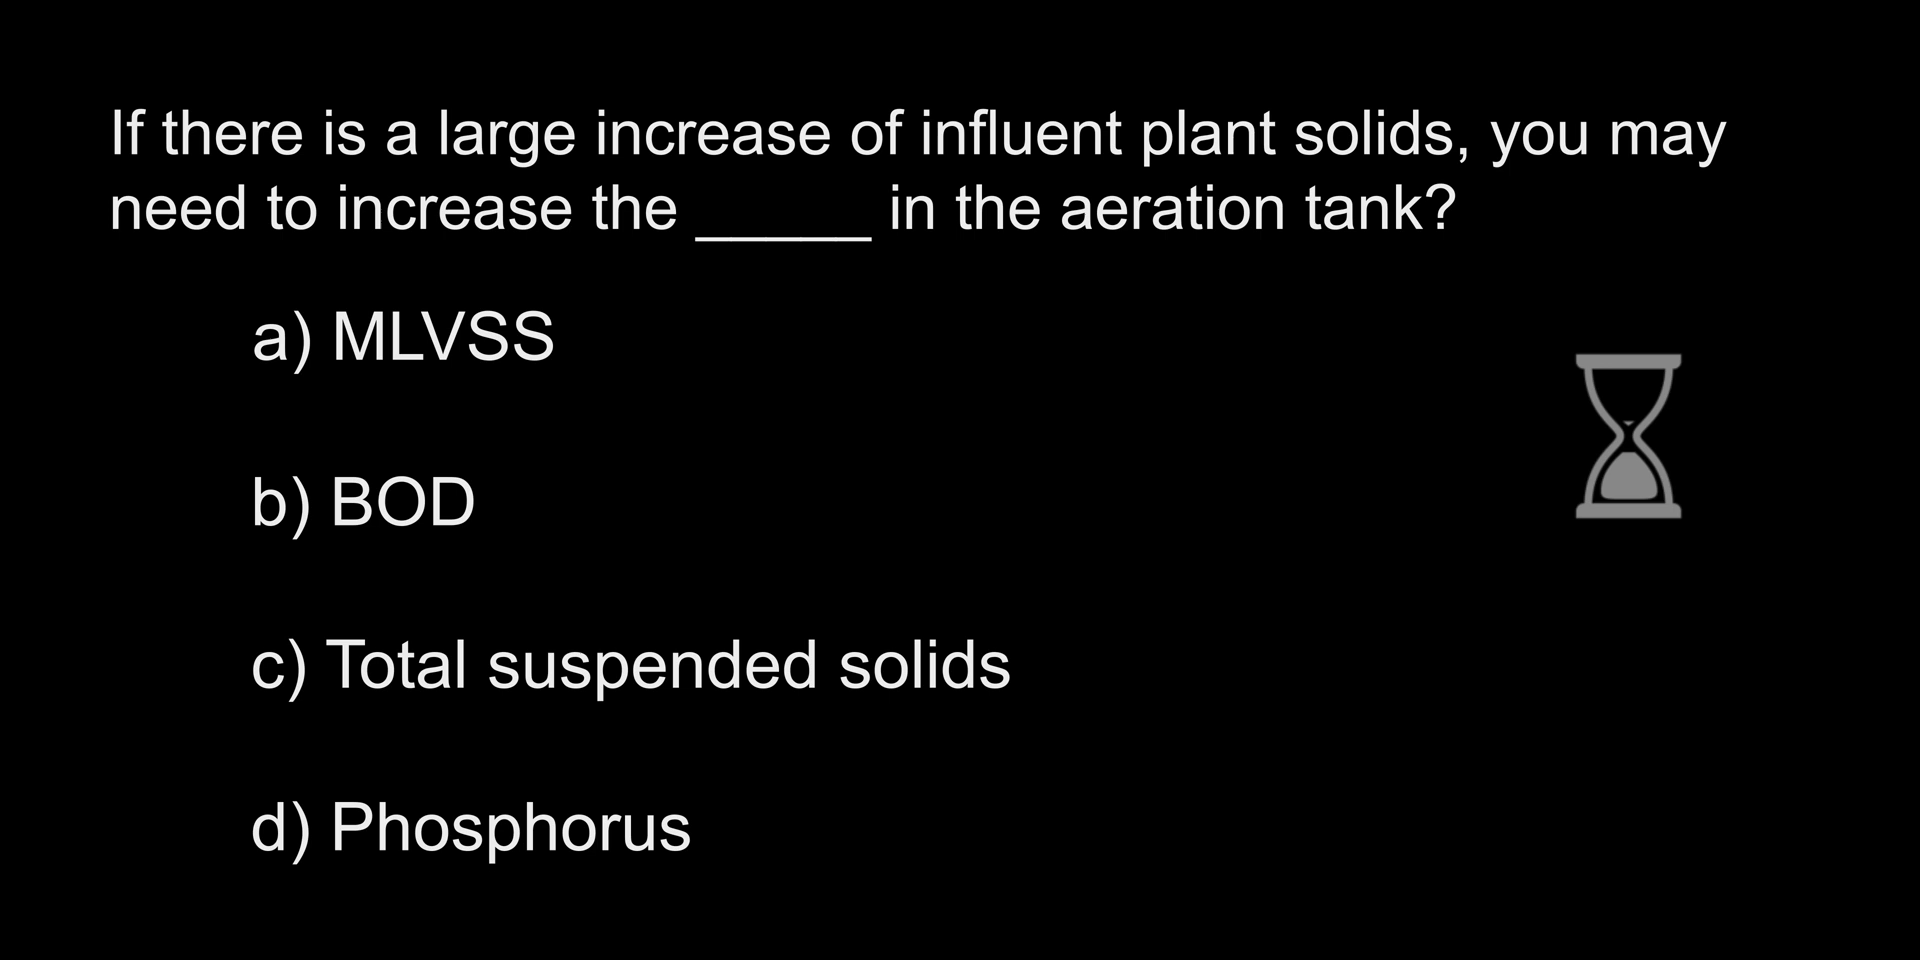 If there is a large increase of influent plant solids, you may
need to increase the _____ in the aeration tank?
a) MLVSS
b) BOD
c) Total suspended solids
d) Phosphorus